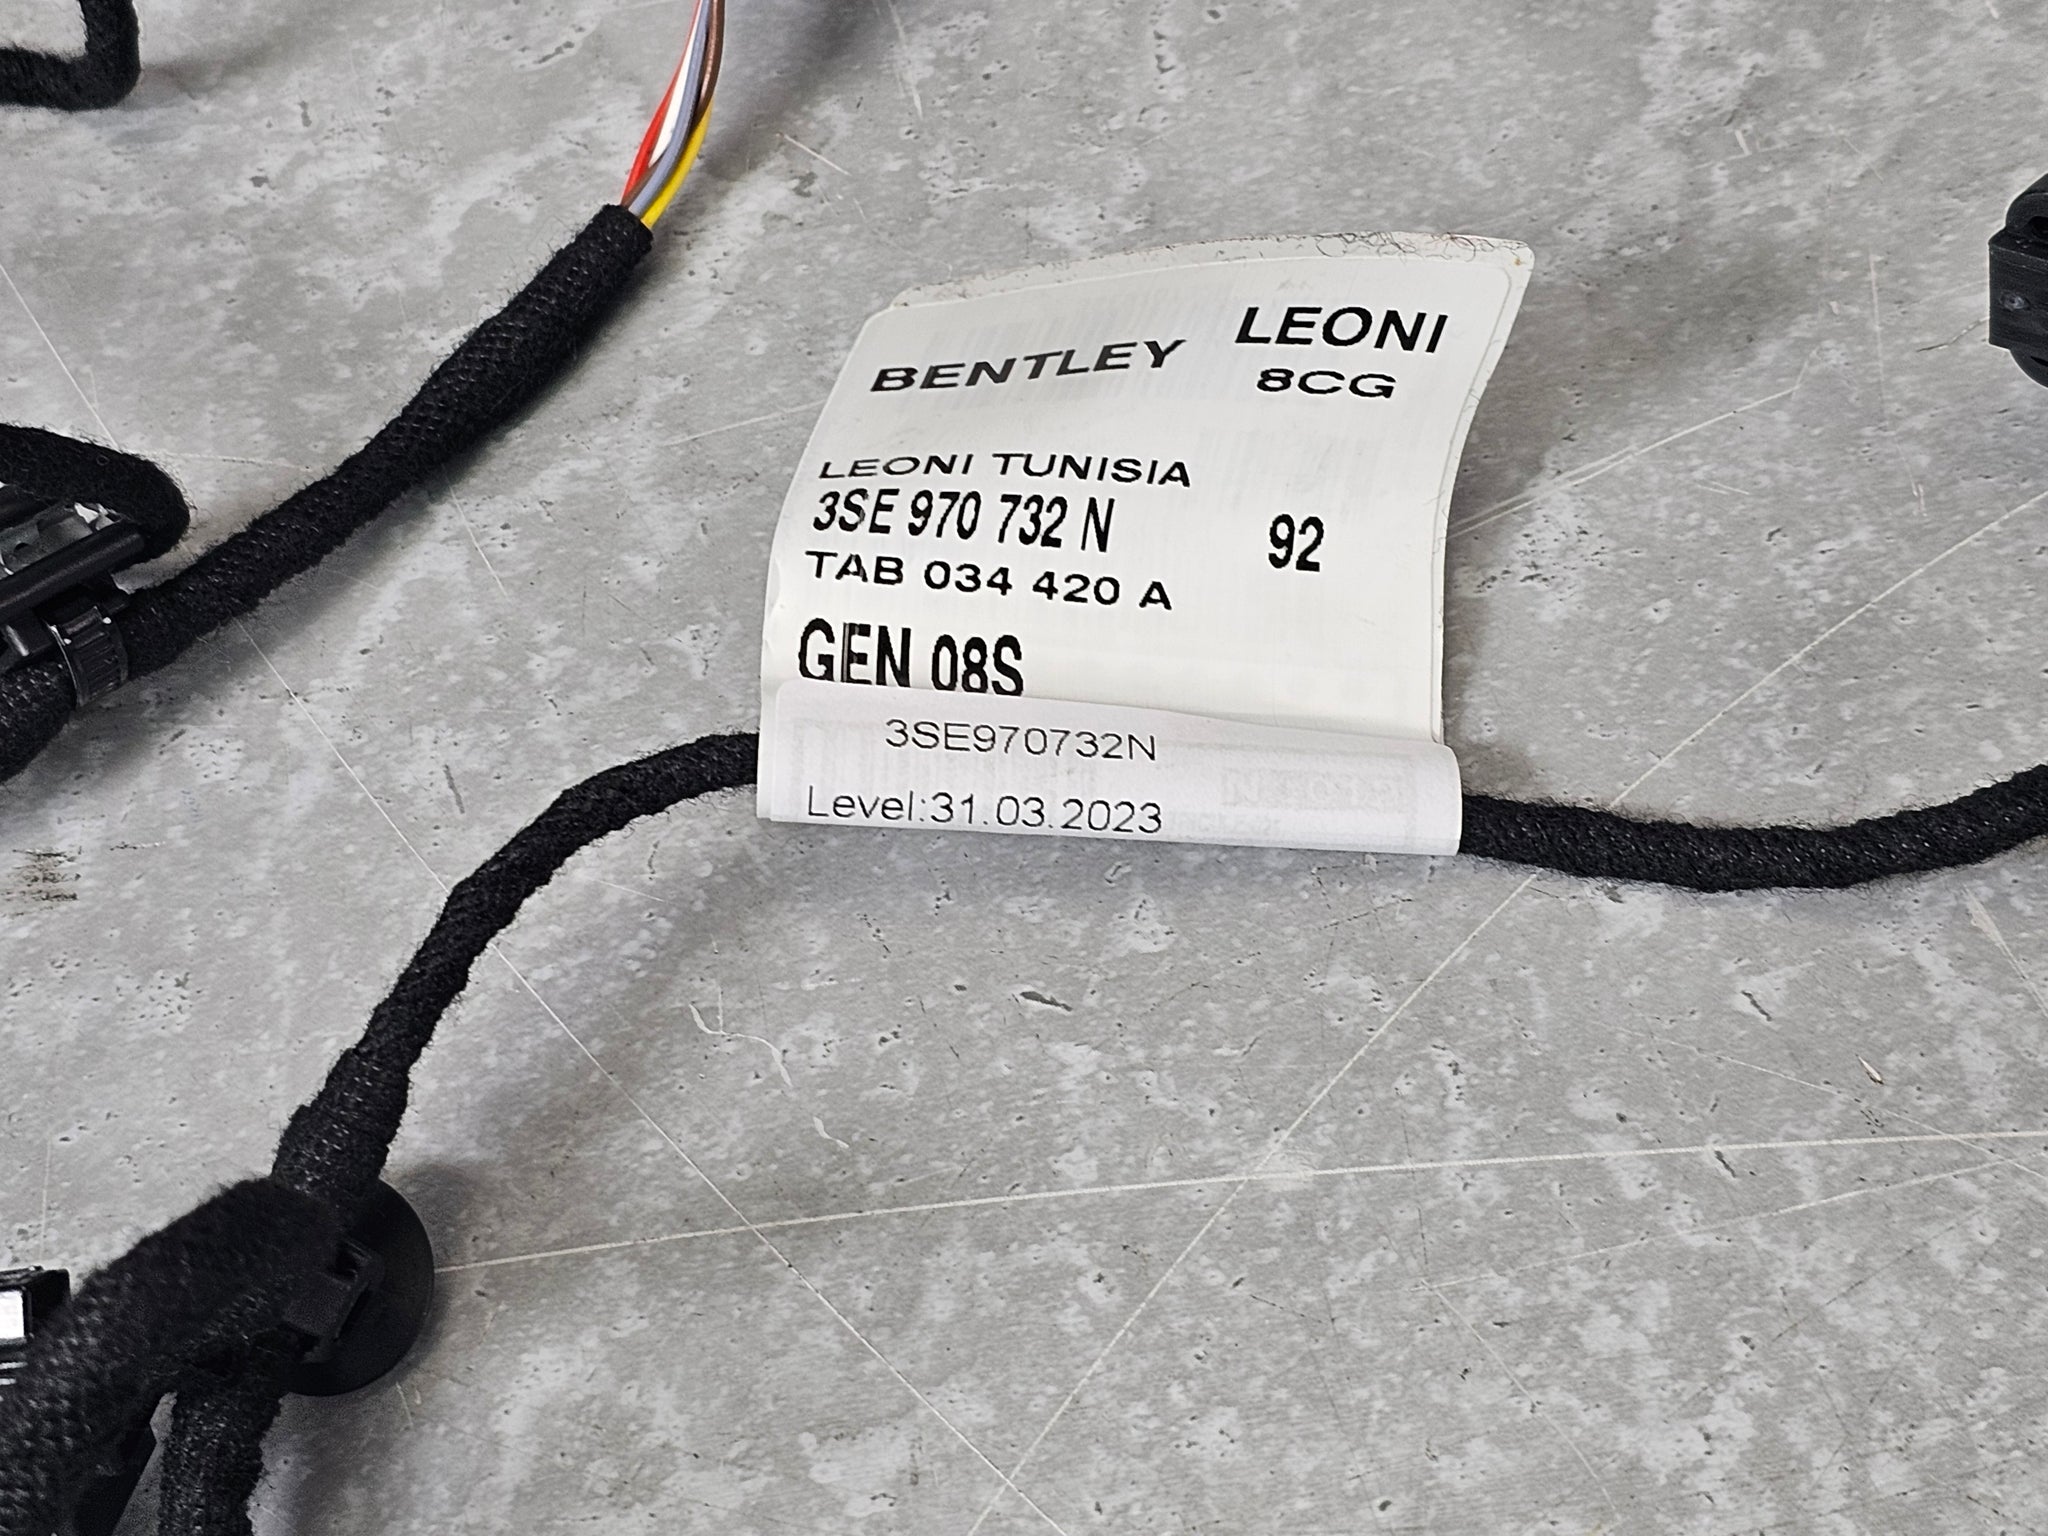 BENTLEY LEONI
8CG
LEONI TUNISIA
3SE 970 732 N 92
TAB 034 420 A
GEN 08S
3SE970732N
Level:31.03.2023